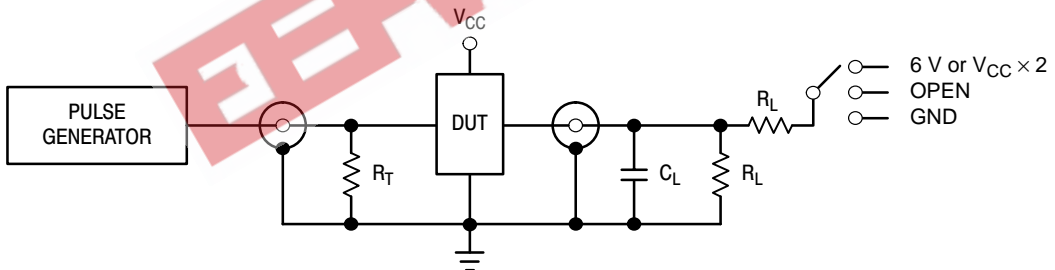 V_CC
6 V or V_CC × 2
OPEN
GND
PULSE
GENERATOR
DUT
R_L
R_T
C_L
R_L